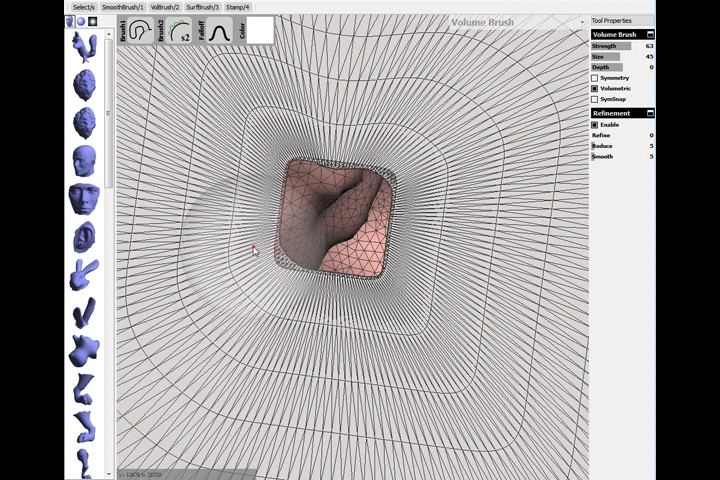 Select/s SmoothBrush/1 VolBrush/2 SurfBrush/3 Stamp/4
Brush1
Brush2
s2
Falloff
Color
Volume Brush
Tool Properties
Volume Brush
Strength 63
Size 45
Depth 0
Symmetry
Volumetric
SymSnap
Refinement
Enable
Refine 0
Reduce 5
Smooth 5